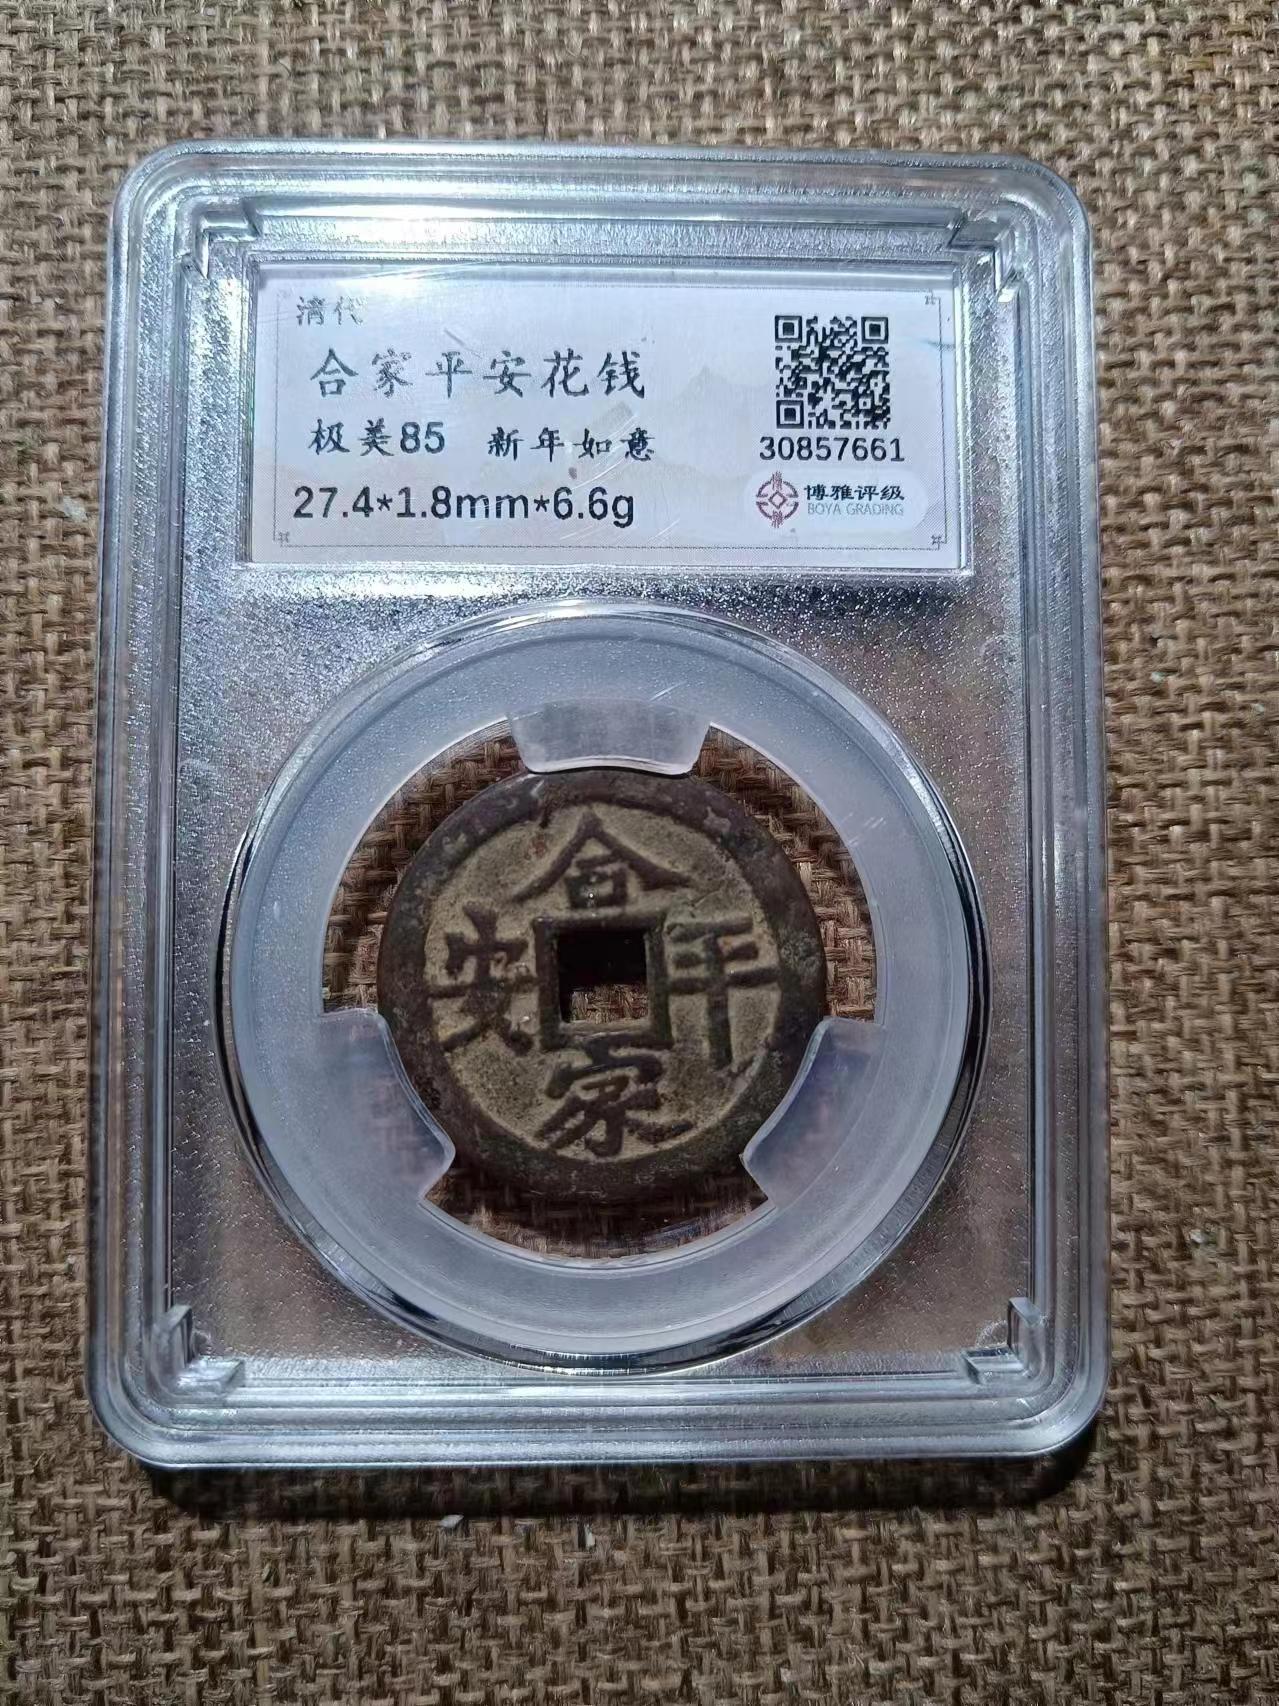 清代
合家平安花钱
极美85 新年如意
27.4*1.8mm*6.6g
30857661
博雅评级
BOYA GRADING
合
安 平
家